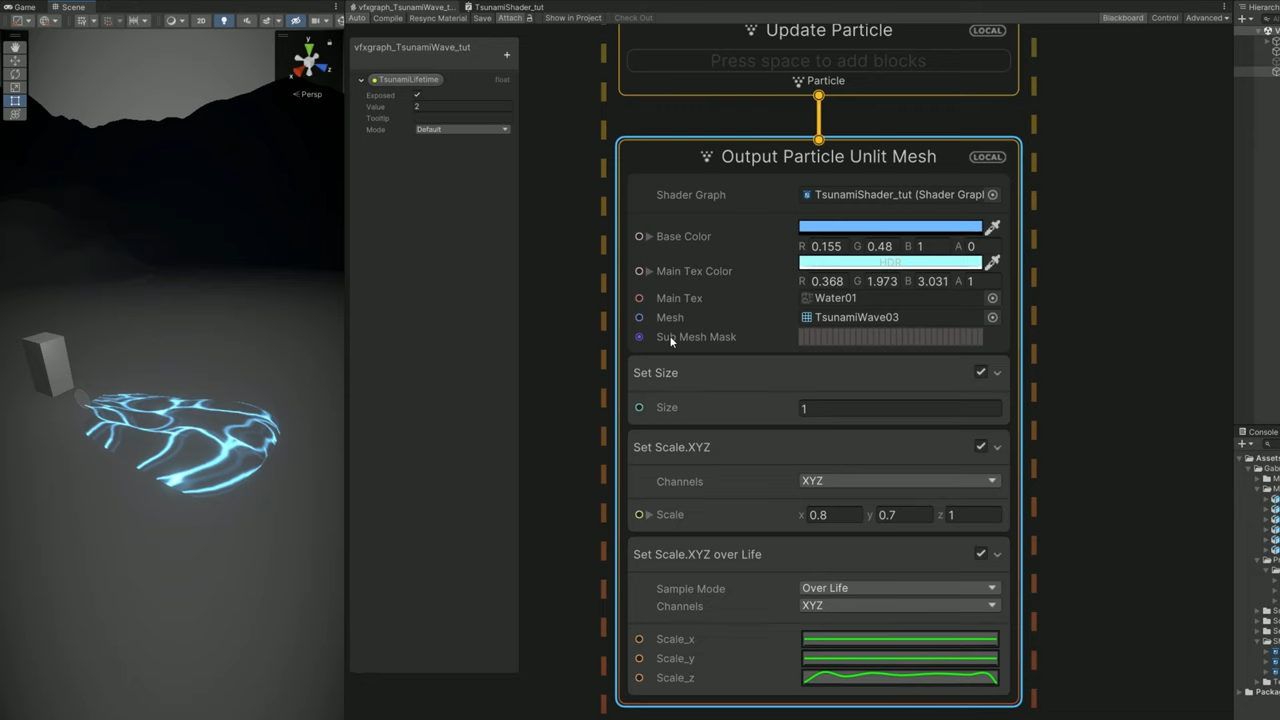 Game
Scene
vfxgraph_TsunamiWave_t...
TsunamiShader_tut
Hierarch
2D
Auto
Compile
Resync Material
Save
Attach
Show in Project
Check Out
Blackboard
Control
Advanced
y
x
z
Persp
vfxgraph_TsunamiWave_tut
+
TsunamiLifetime
float
Exposed
Value
2
Tooltip
Mode
Default
Update Particle
LOCAL
Press space to add blocks
Particle
Output Particle Unlit Mesh
LOCAL
Shader Graph
TsunamiShader_tut (Shader Grapl
Base Color
R 0.155 G 0.48 B 1 A 0
HDR
Main Tex Color
R 0.368 G 1.973 B 3.031 A 1
Main Tex
Water01
Mesh
TsunamiWave03
Sub Mesh Mask
Set Size
Size
1
Set Scale.XYZ
Channels
XYZ
Scale
x 0.8 y 0.7 z 1
Set Scale.XYZ over Life
Sample Mode
Over Life
Channels
XYZ
Scale_x
Scale_y
Scale_z
Console
Assets
Gab
M
M
Pr
S
S
S
T
Packag